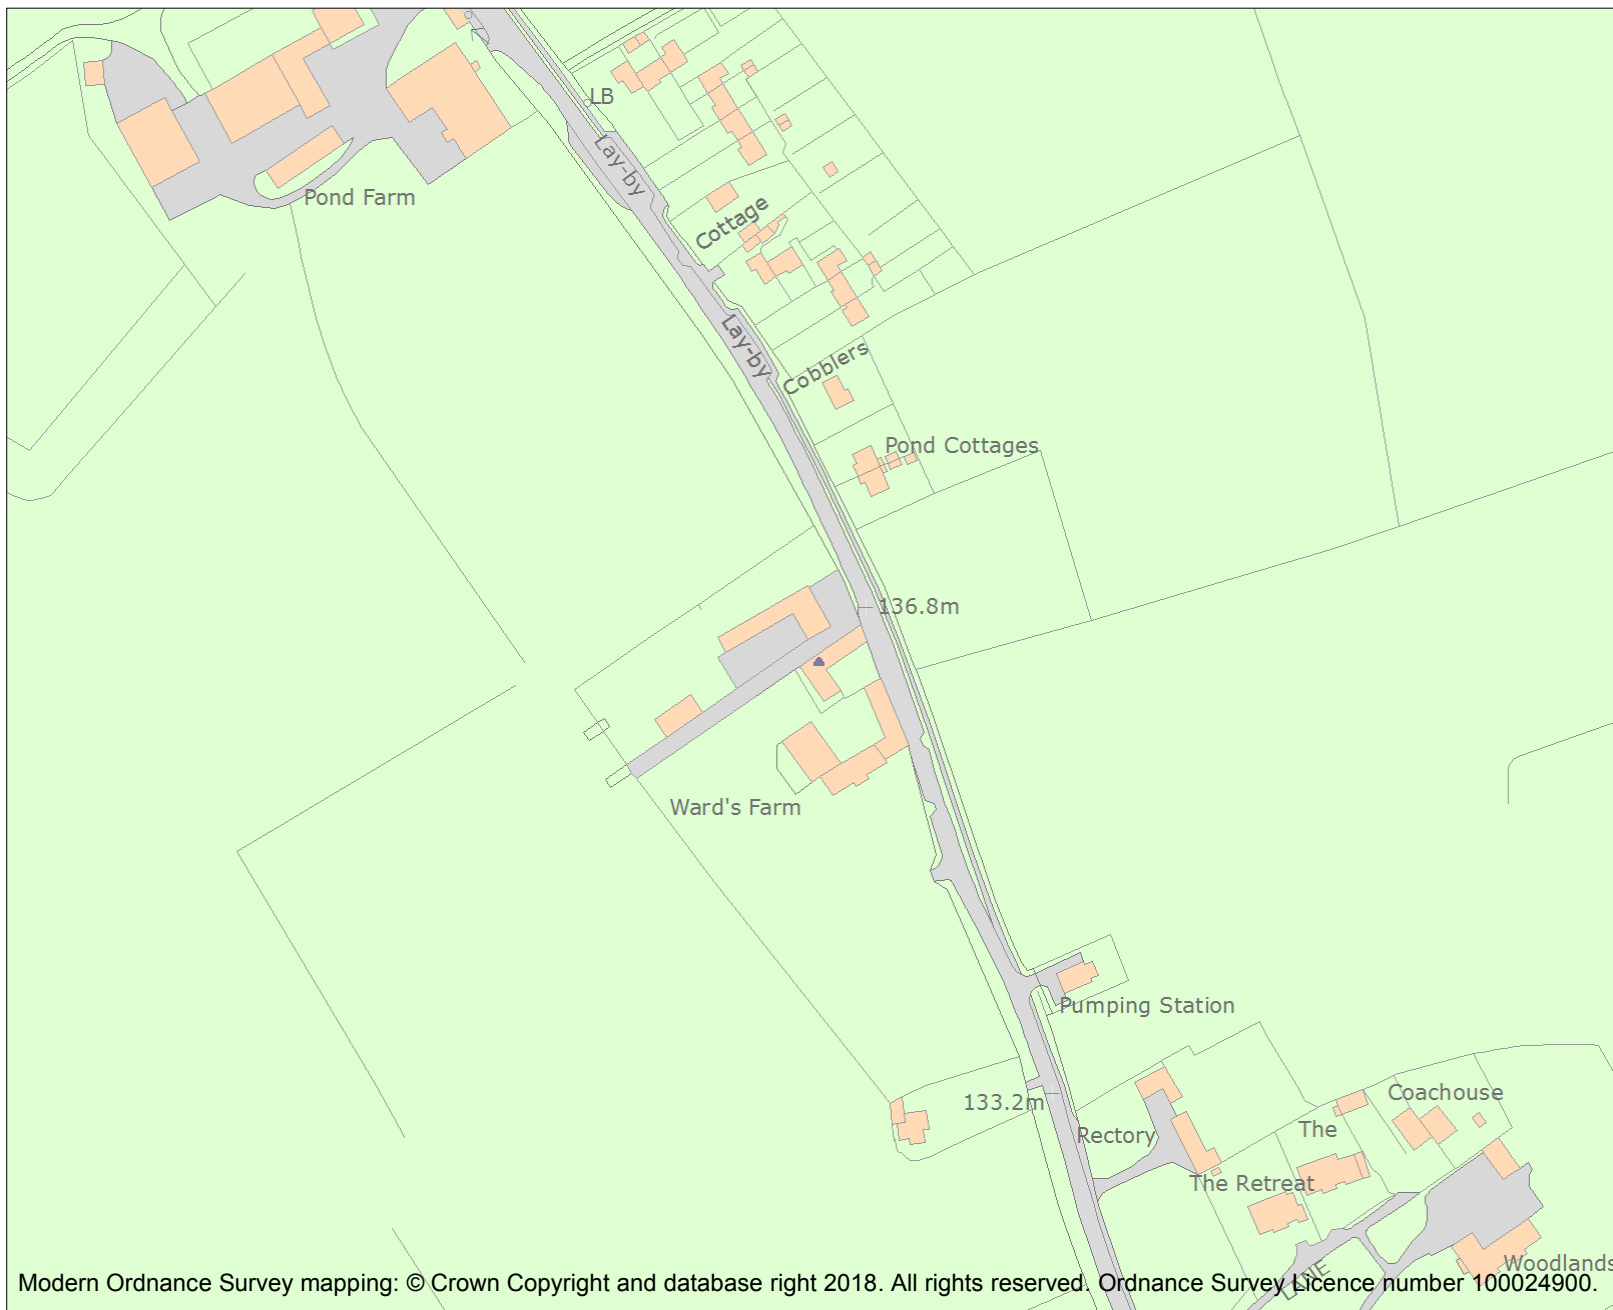 LB
Lay-by
Pond Farm
Cottage
Lay-by
Cobblers
Pond Cottages
136.8m
Ward's Farm
Pumping Station
Coachouse
133.2m
The
Rectory
The Retreat
Woodlands
LANE
Modern Ordnance Survey mapping: © Crown Copyright and database right 2018. All rights reserved. Ordnance Survey Licence number 100024900.